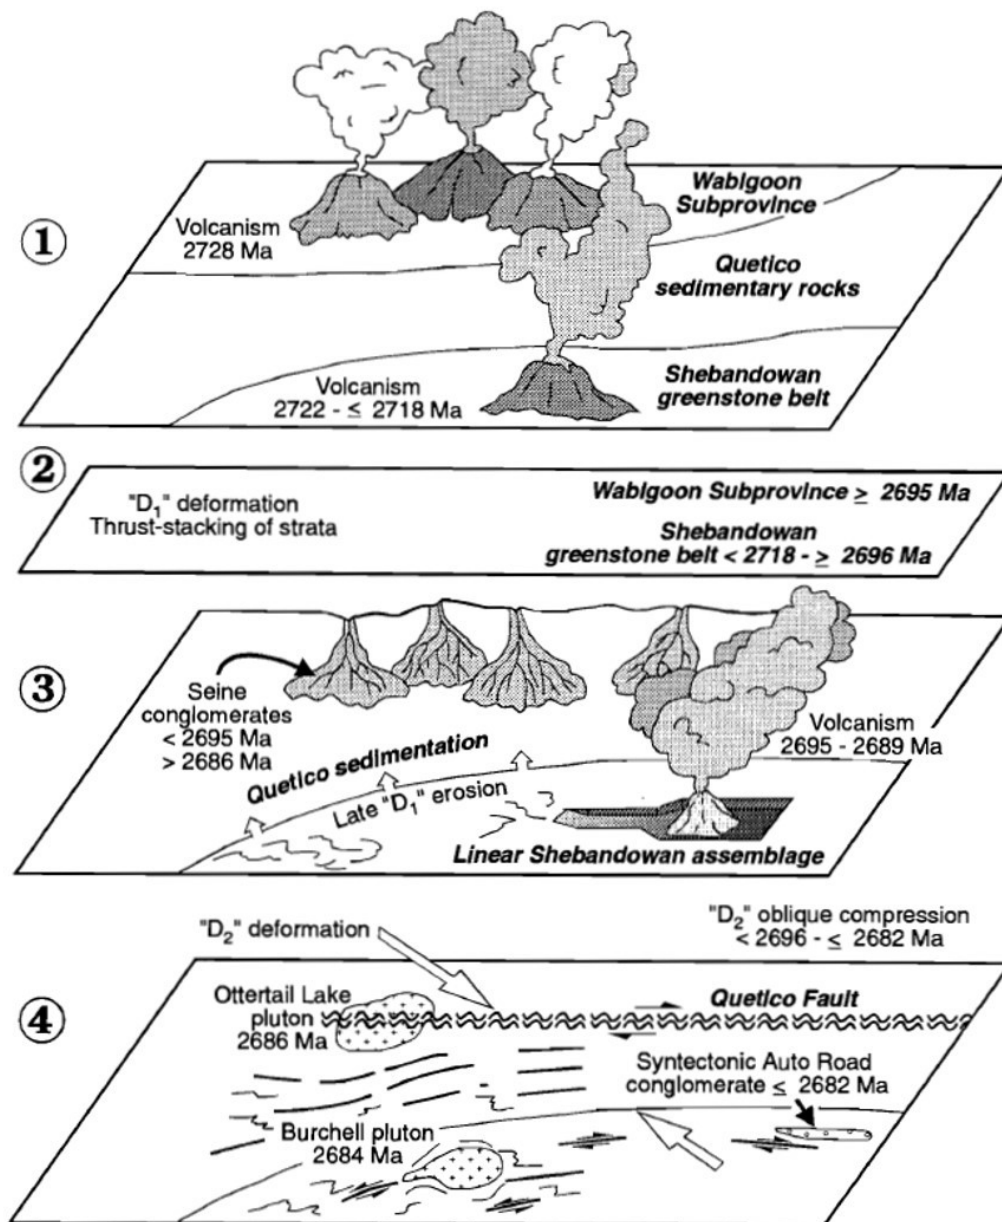 1
Volcanism
2728 Ma
Wabigoon
Subprovince
Quetico
sedimentary rocks
Volcanism
2722 - ≤ 2718 Ma
Shebandowan
greenstone belt
2
"D₁" deformation
Thrust-stacking of strata
Wabigoon Subprovince ≥ 2695 Ma
Shebandowan
greenstone belt < 2718 - ≥ 2696 Ma
3
Seine
conglomerates
< 2695 Ma
> 2686 Ma
Quetico sedimentation
Late "D₁" erosion
Volcanism
2695 - 2689 Ma
Linear Shebandowan assemblage
4
"D₂" deformation
"D₂" oblique compression
< 2696 - ≤ 2682 Ma
Ottertail Lake
pluton
2686 Ma
Quetico Fault
Syntectonic Auto Road
conglomerate ≤ 2682 Ma
Burchell pluton
2684 Ma